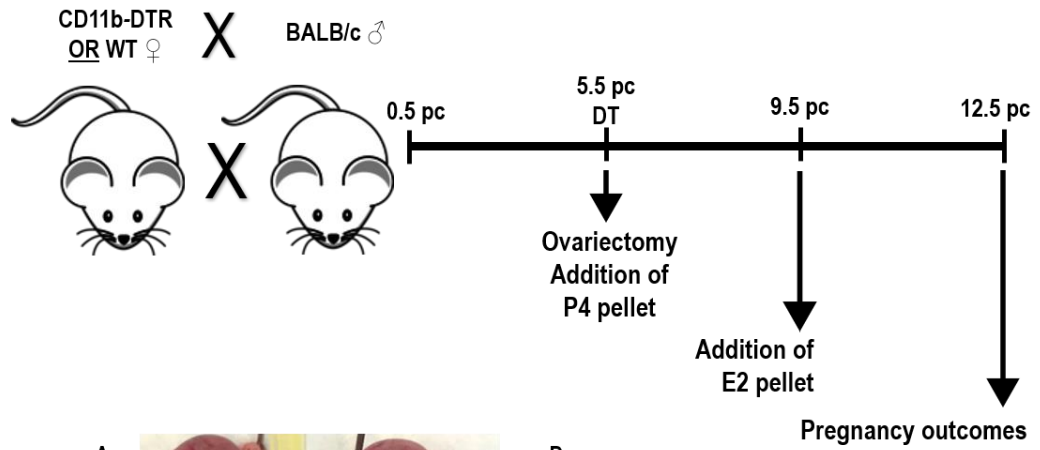 CD11b-DTR
OR WT ♀ X BALB/c ♂
X
0.5 pc
5.5 pc
DT
9.5 pc
12.5 pc
Ovariectomy
Addition of
P4 pellet
Addition of
E2 pellet
Pregnancy outcomes